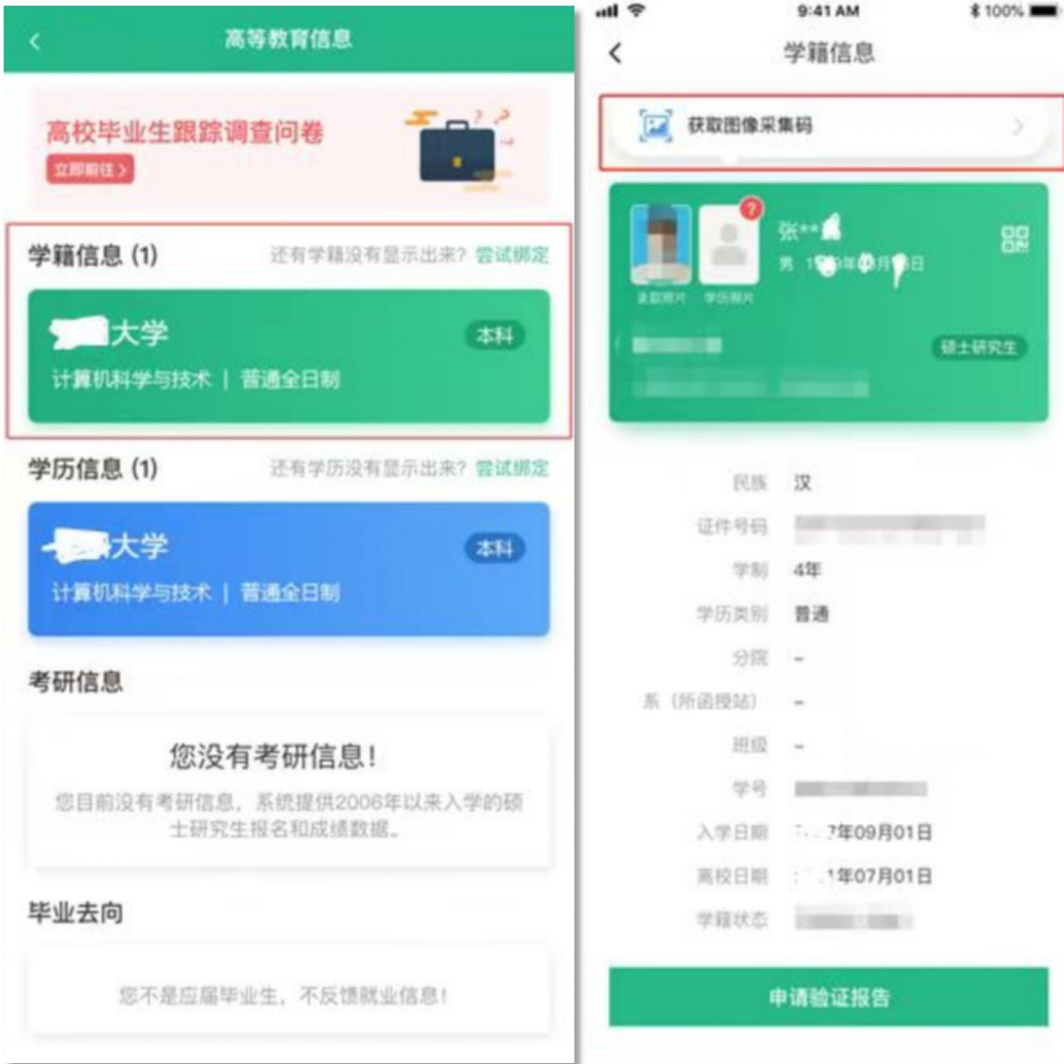 高等教育信息
高校毕业生跟踪调查问卷
立即前往 >
学籍信息 (1)
还有学籍没有显示出来? 尝试绑定
大学
本科
计算机科学与技术 | 普通全日制
学历信息 (1)
还有学历没有显示出来? 尝试绑定
大学
本科
计算机科学与技术 | 普通全日制
考研信息
您没有考研信息!
您目前没有考研信息，系统提供2006年以来入学的硕
士研究生报名和成绩数据。
毕业去向
您不是应届毕业生，不反馈就业信息!
9:41 AM
100%
学籍信息
获取图像采集码
?
张**
男
年
月
日
录取照片
学历照片
硕士研究生
民族 汉
证件号码
学制 4年
学历类别 普通
分院 -
系（所函授站） -
班级 -
学号
入学日期 7年09月01日
离校日期 1年07月01日
学籍状态
申请验证报告